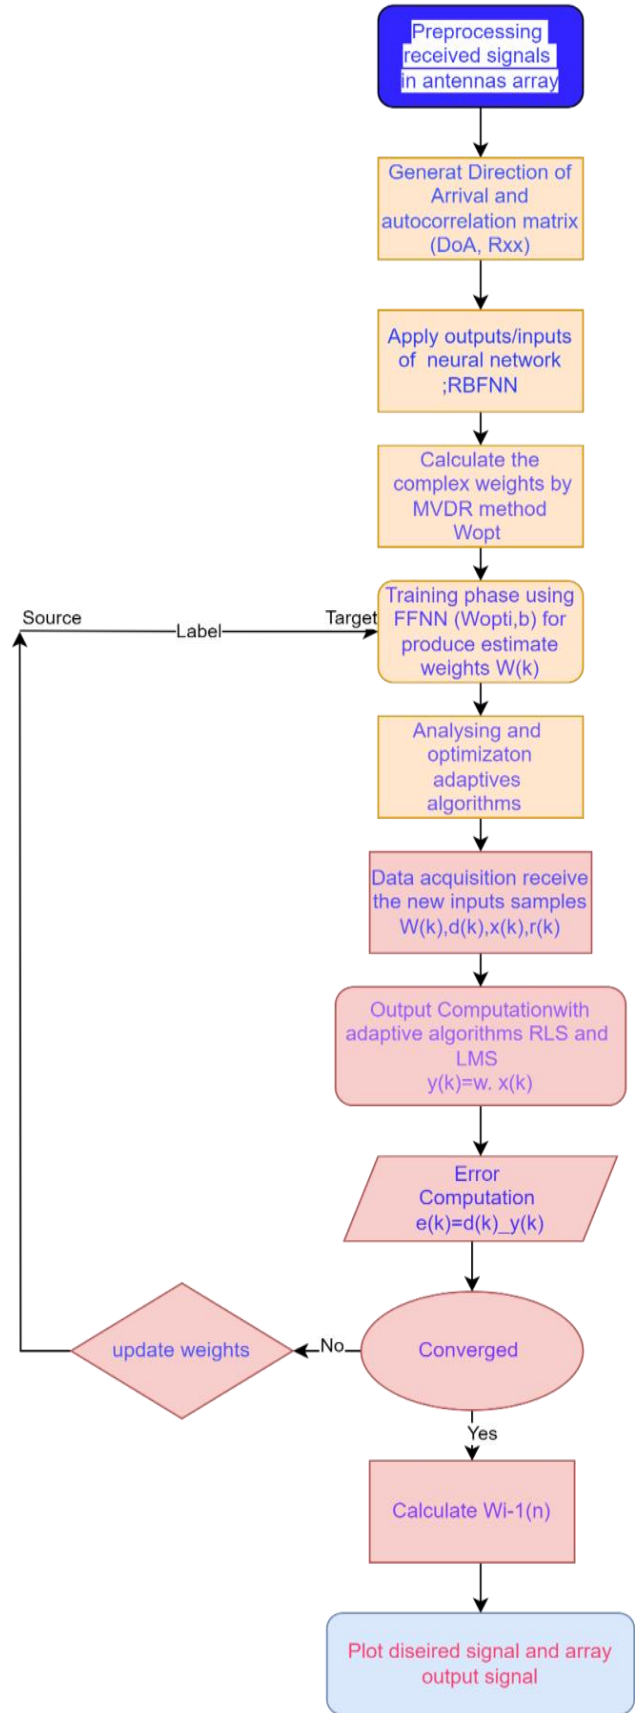 Preprocessing
received signals
in antennas array
Generat Direction of
Arrival and
autocorrelation matrix
(DoA, Rxx)
Apply outputs/inputs
of neural network
;RBFNN
Calculate the
complex weights by
MVDR method
Wopt
Source
Label
Target
Training phase using
FFNN (Wopti,b) for
produce estimate
weights W(k)
Analysing and
optimizaton
adaptives
algorithms
Data acquisition receive
the new inputs samples
W(k),d(k),x(k),r(k)
Output Computationwith
adaptive algorithms RLS and
LMS
y(k)=w. x(k)
Error
Computation
e(k)=d(k)_y(k)
Converged
No
update weights
Yes
Calculate Wi-1(n)
Plot diseired signal and array
output signal